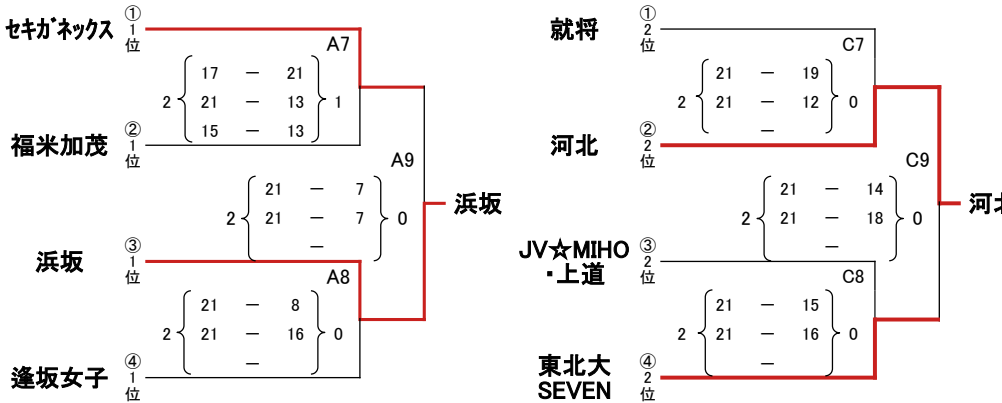 セキガネックス ① 1 位 A7
17 － 21
2 21 － 13 1
15 － 13
福米加茂 ② 1 位
A9
21 － 7
2 21 － 7 0
－
浜坂
浜坂 ③ 1 位 A8
21 － 8
2 21 － 16 0
－
逢坂女子 ④ 1 位
就将 ① 2 位 C7
21 － 19
2 21 － 12 0
－
河北 ② 2 位
C9
21 － 14
2 21 － 18 0
－
河北
JV☆MIHO ③ 2 位
・上道
C8
21 － 15
2 21 － 16 0
－
東北大 ④ 2 位
SEVEN